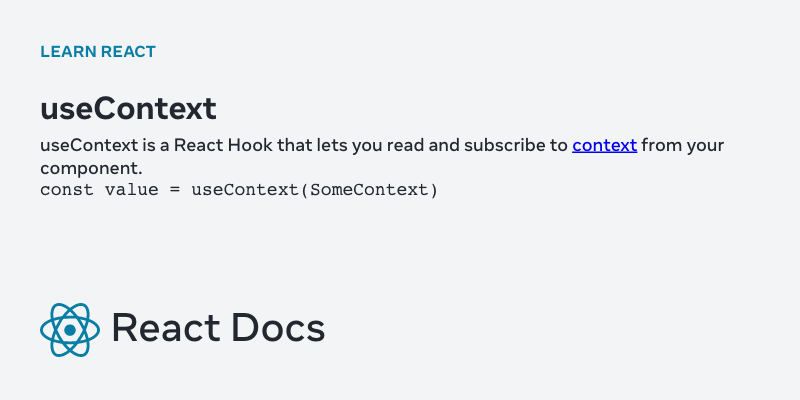 LEARN REACT
useContext
useContext is a React Hook that lets you read and subscribe to context from your
component.
const value = useContext(SomeContext)
React Docs